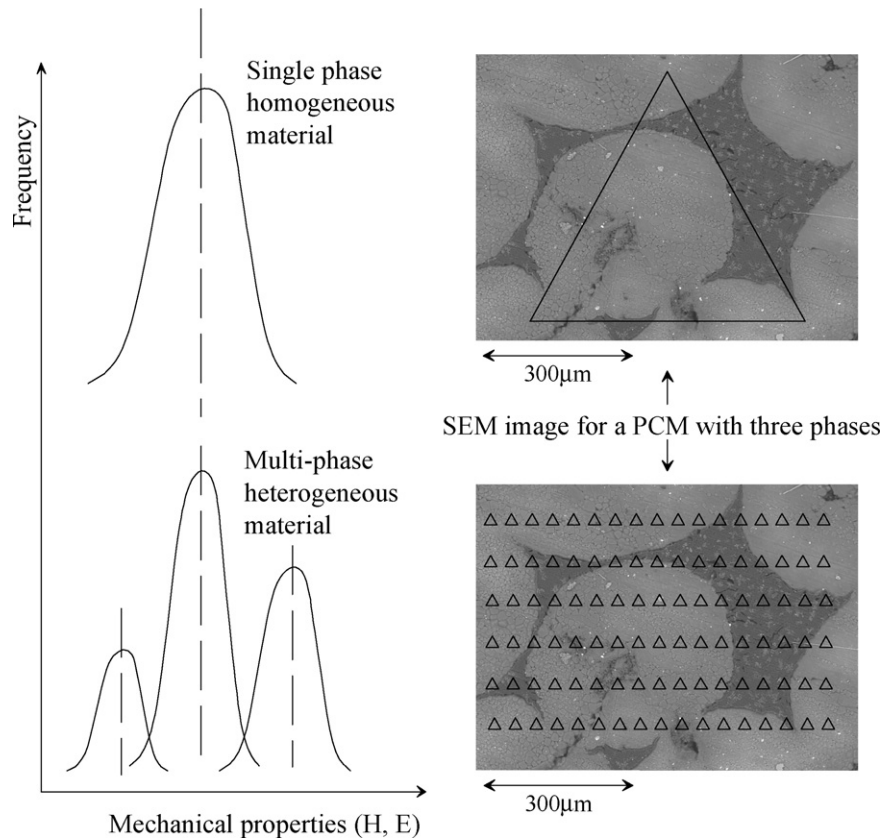 Frequency
Single phase
homogeneous
material
Multi-phase
heterogeneous
material
Mechanical properties (H, E)
300μm
SEM image for a PCM with three phases
300μm